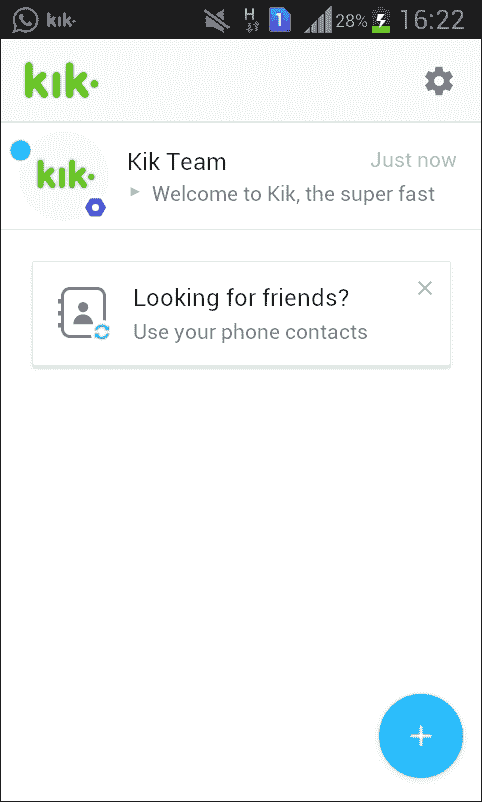 kik· H 1 28% 16:22
kik·
kik·
Kik Team Just now
Welcome to Kik, the super fast
Looking for friends?
Use your phone contacts